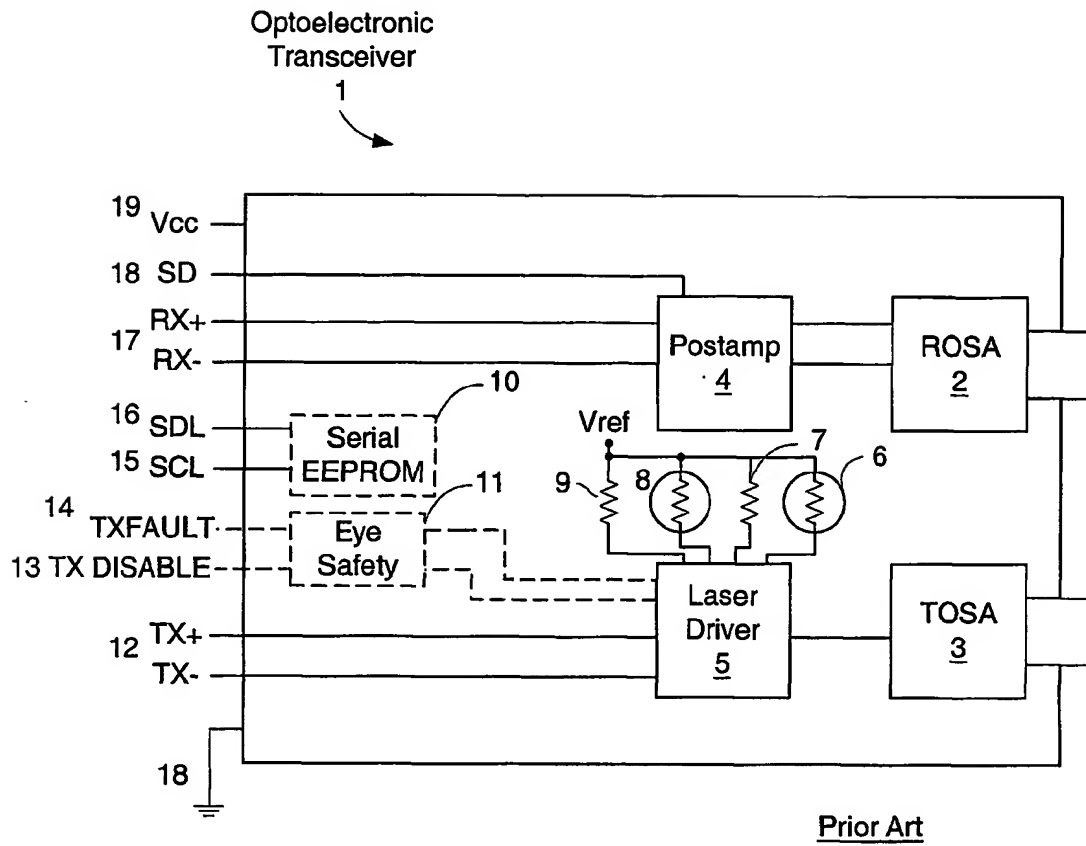 Optoelectronic
Transceiver
1
19 Vcc
18 SD
RX+
17
RX-
Postamp
4
ROSA
2
10
16 SDL
15 SCL
Serial
EEPROM
Vref
7
6
8
9
11
14 TXFAULT
13 TX DISABLE
Eye
Safety
Laser
Driver
5
TOSA
3
TX+
12
TX-
18
Prior Art